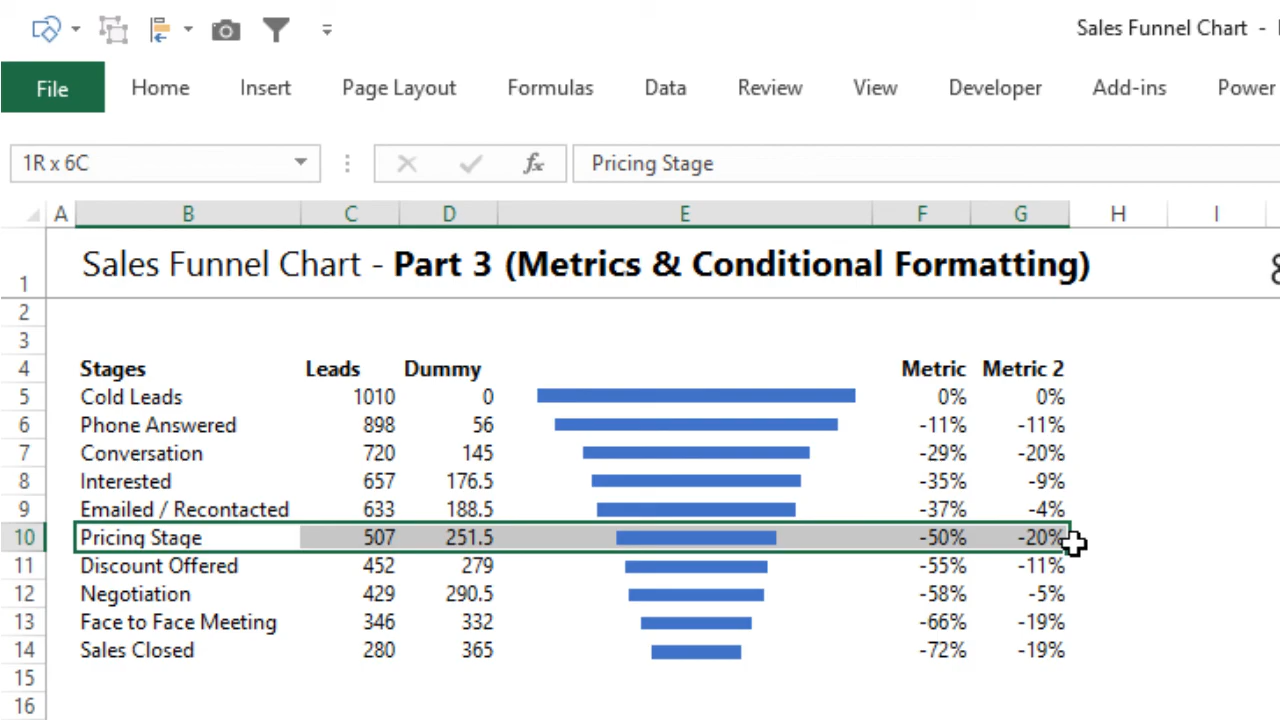 Sales Funnel Chart -
File Home Insert Page Layout Formulas Data Review View Developer Add-ins Power
1R x 6C fx Pricing Stage
A B C D E F G H I
1 Sales Funnel Chart - Part 3 (Metrics & Conditional Formatting)
2
3
4 Stages Leads Dummy Metric Metric 2
5 Cold Leads 1010 0 0% 0%
6 Phone Answered 898 56 -11% -11%
7 Conversation 720 145 -29% -20%
8 Interested 657 176.5 -35% -9%
9 Emailed / Recontacted 633 188.5 -37% -4%
10 Pricing Stage 507 251.5 -50% -20%
11 Discount Offered 452 279 -55% -11%
12 Negotiation 429 290.5 -58% -5%
13 Face to Face Meeting 346 332 -66% -19%
14 Sales Closed 280 365 -72% -19%
15
16